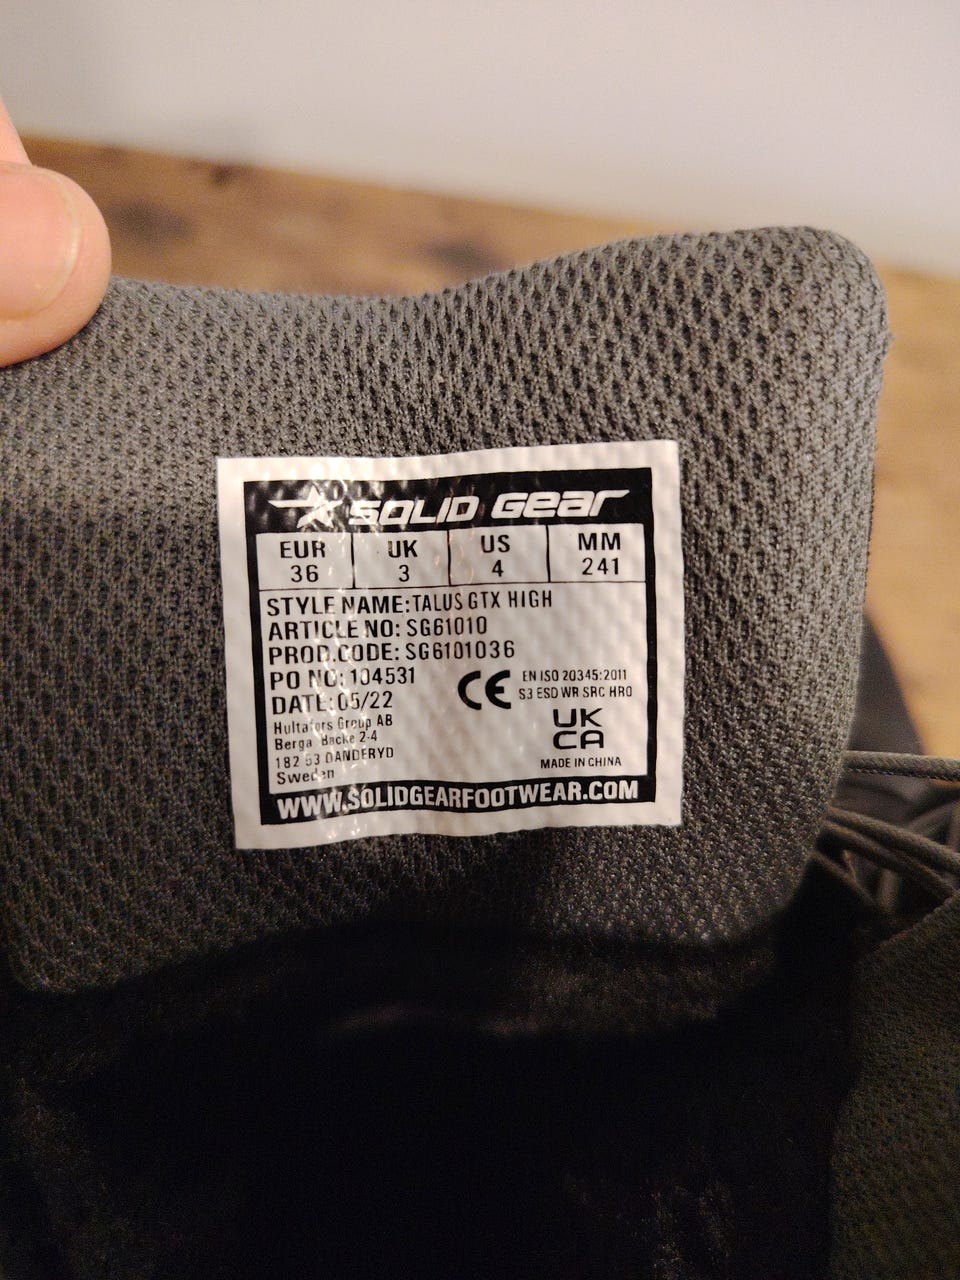 SOLID GEAR
EUR UK US MM
36 3 4 241
STYLE NAME: TALUS GTX HIGH
ARTICLE NO: SG61010
PROD.CODE: SG6101036
PO NO: 104531
DATE: 05/22
Hultafors Group AB
Berga Backe 2-4
182 53 DANDERYD
Sweden
CE
EN ISO 20345:2011
S3 ESD WR SRC HRO
UK
CA
MADE IN CHINA
WWW.SOLIDGEARFOOTWEAR.COM